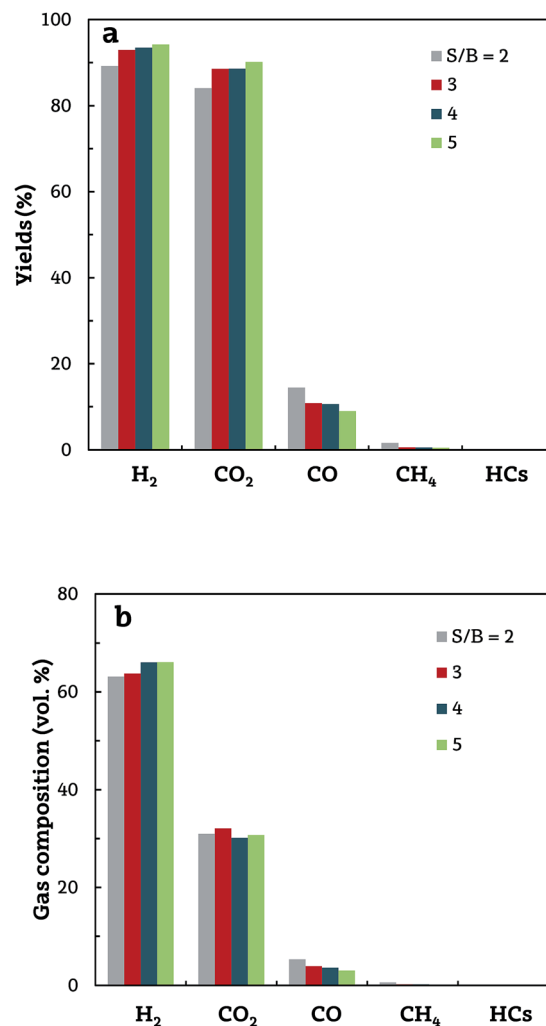 a
100
80
60
40
20
0
Yields (%)
S/B = 2
3
4
5
H₂ CO₂ CO CH₄ HCs
b
80
60
40
20
0
Gas composition (vol. %)
S/B = 2
3
4
5
H₂ CO₂ CO CH₄ HCs